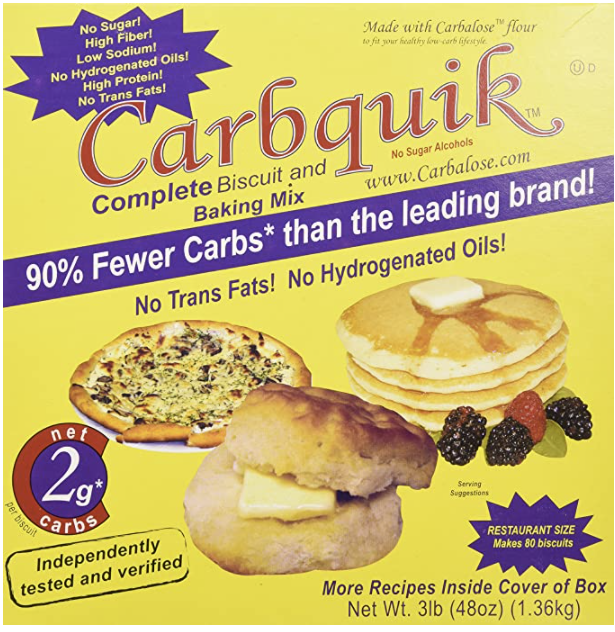 No Sugar!
High Fiber!
Low Sodium!
No Hydrogenated Oils!
High Protein!
No Trans Fats!
Made with Carbalose™ flour
to fit your healthy low-carb lifestyle.
U D
Carbquik™
No Sugar Alcohols
Complete Biscuit and
Baking Mix
www.Carbalose.com
90% Fewer Carbs* than the leading brand!
No Trans Fats! No Hydrogenated Oils!
net
2g*
carbs
per biscuit
Independently
tested and verified
Serving
Suggestions
RESTAURANT SIZE
Makes 80 biscuits
More Recipes Inside Cover of Box
Net Wt. 3lb (48oz) (1.36kg)